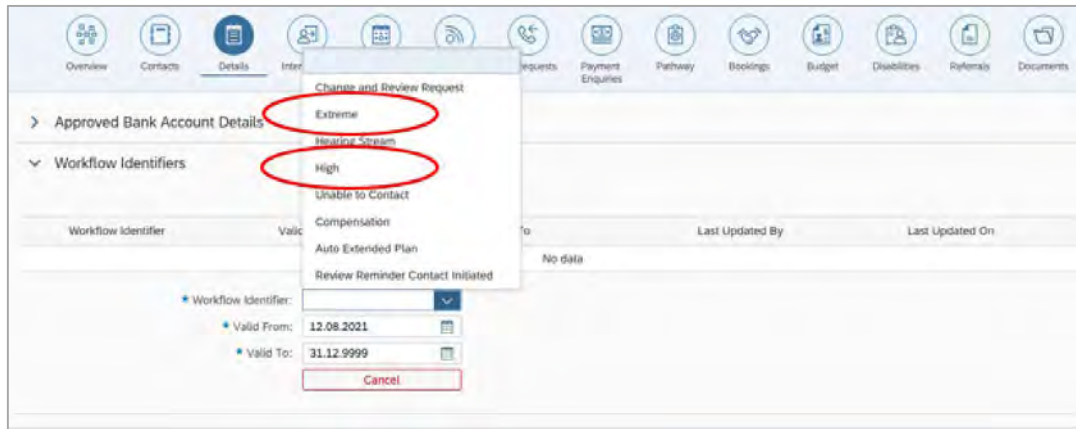 Overview Contacts Details Inter equests Payment Enquiries Pathway Bookings Budget Disabilities Referrals Documents
Change and Review Request
> Approved Bank Account Details
Extreme
Hearing Stream
Workflow Identifiers
High
Unable to Contact
Compensation
Workflow Identifier Valid To Last Updated By Last Updated On
Auto Extended Plan
No data
Review Reminder Contact Initiated
* Workflow Identifier:
* Valid From: 12.08.2021
* Valid To: 31.12.9999
Cancel